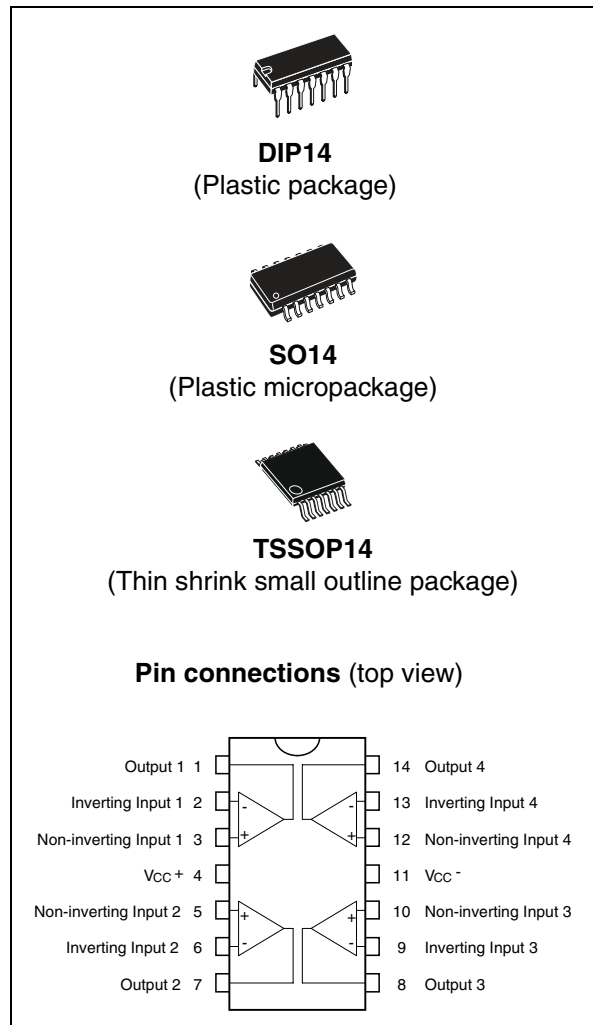 DIP14
(Plastic package)
SO14
(Plastic micropackage)
TSSOP14
(Thin shrink small outline package)
Pin connections (top view)
Output 1 1 14 Output 4
Inverting Input 1 2 - - 13 Inverting Input 4
Non-inverting Input 1 3 + + 12 Non-inverting Input 4
VCC + 4 11 VCC -
Non-inverting Input 2 5 + + 10 Non-inverting Input 3
Inverting Input 2 6 - - 9 Inverting Input 3
Output 2 7 8 Output 3